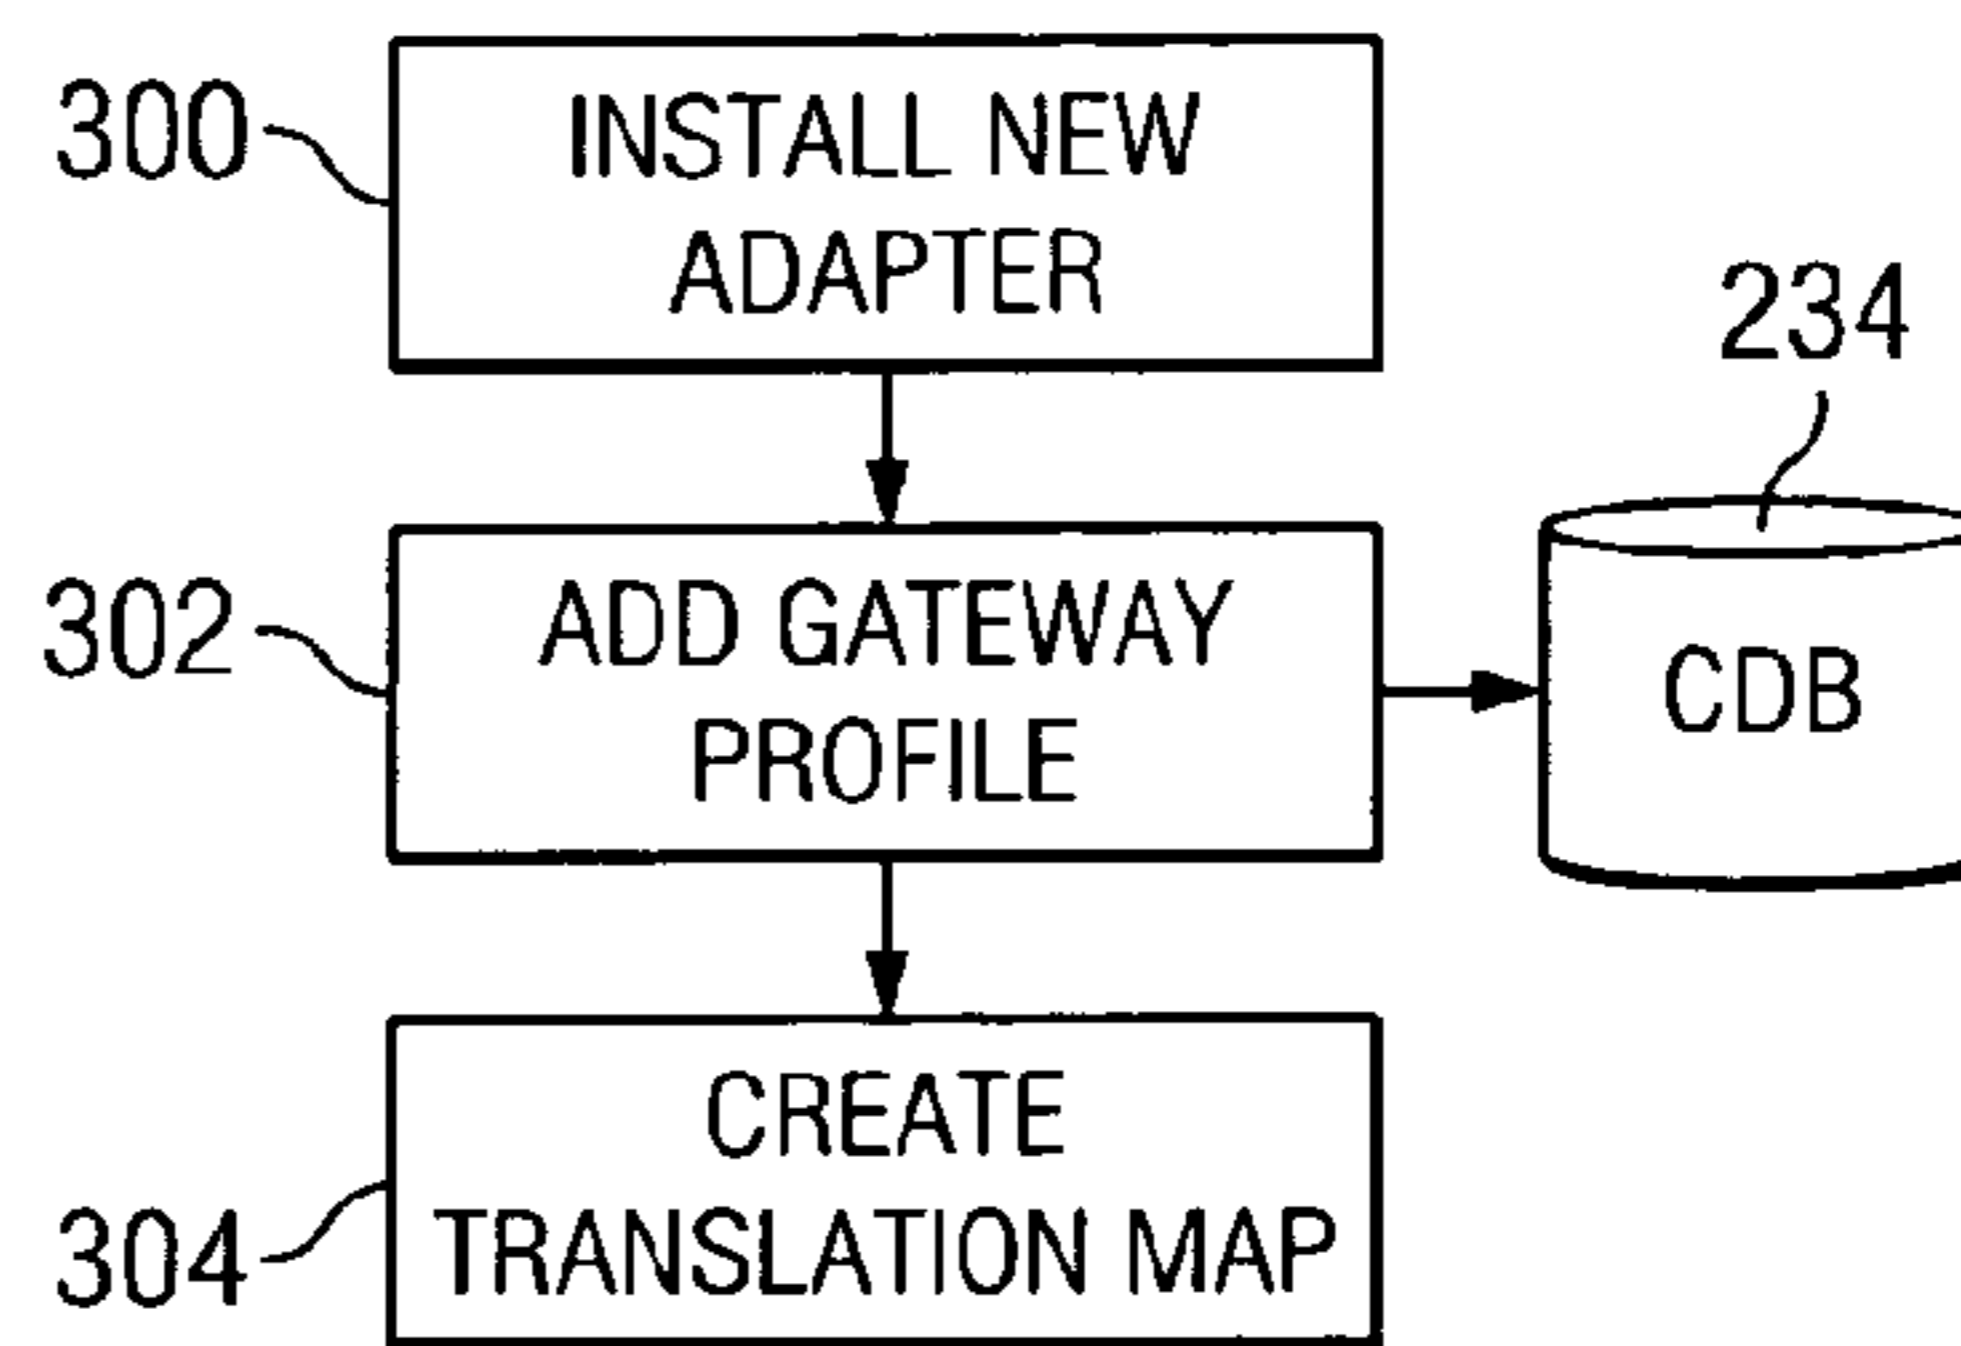 300
INSTALL NEW
ADAPTER
234
302
ADD GATEWAY
PROFILE
CDB
304
CREATE
TRANSLATION MAP